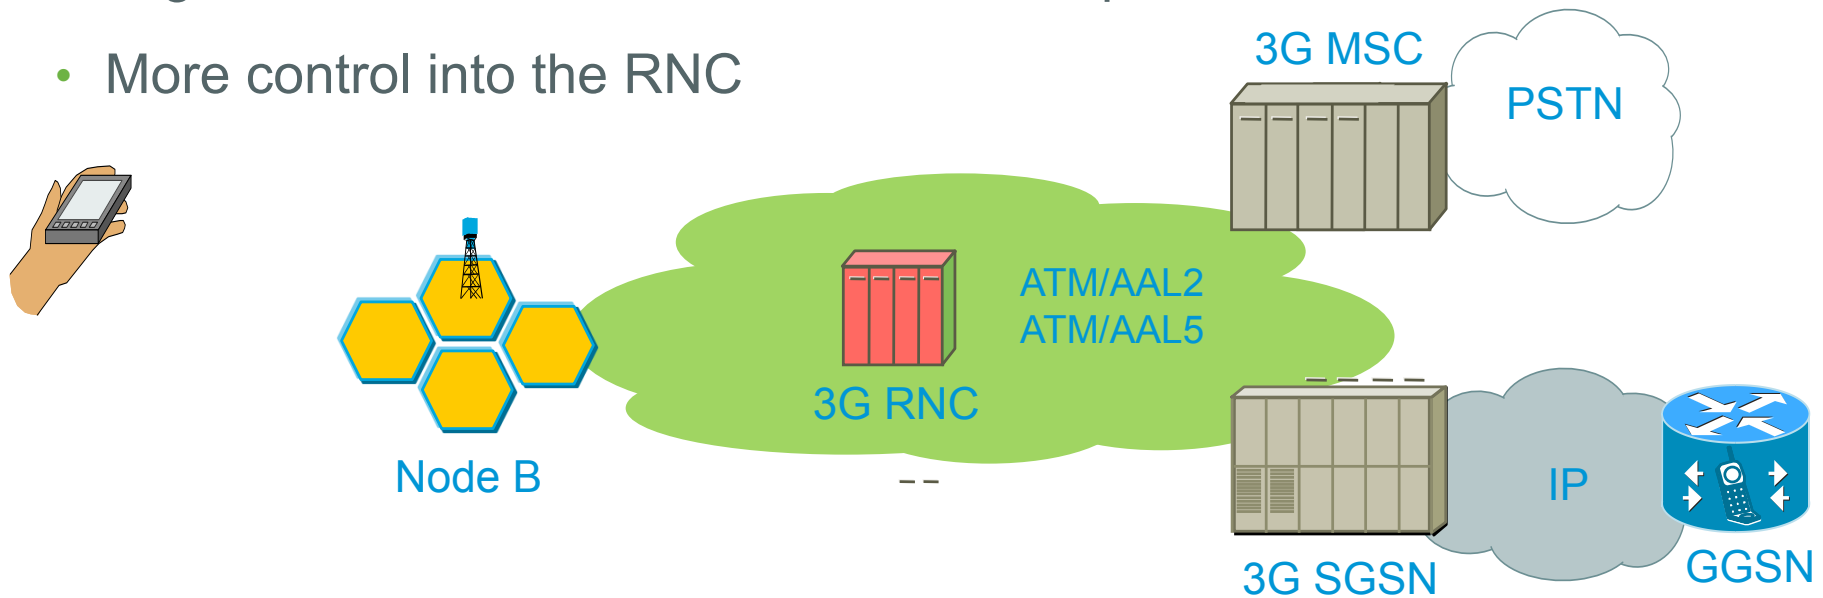 • More control into the RNC
3G MSC
PSTN
ATM/AAL2
ATM/AAL5
3G RNC
Node B
IP
3G SGSN
GGSN